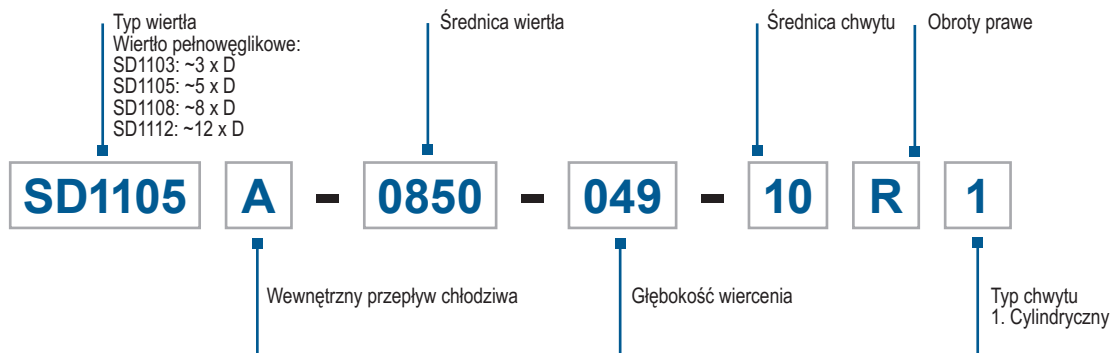 Typ wiertła
Wiertło pełnowęglikowe:
SD1103: ~3 x D
SD1105: ~5 x D
SD1108: ~8 x D
SD1112: ~12 x D
Średnica wiertła
Średnica chwytu
Obroty prawe
SD1105 A - 0850 - 049 - 10 R 1
Wewnętrzny przepływ chłodziwa
Głębokość wiercenia
Typ chwytu
1. Cylindryczny